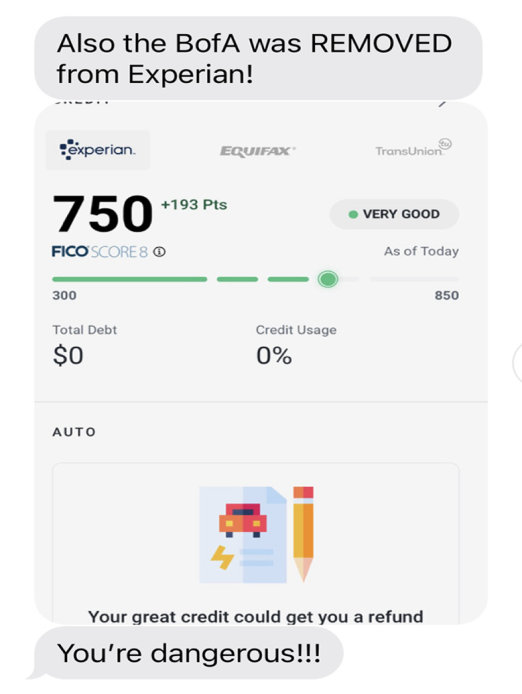 Also the BofA was REMOVED
from Experian!
CREDIT
experian.
EQUIFAX
TransUnion
tu
750 +193 Pts
VERY GOOD
FICO SCORE 8
As of Today
300
850
Total Debt
Credit Usage
$0
0%
AUTO
Your great credit could get you a refund
You're dangerous!!!